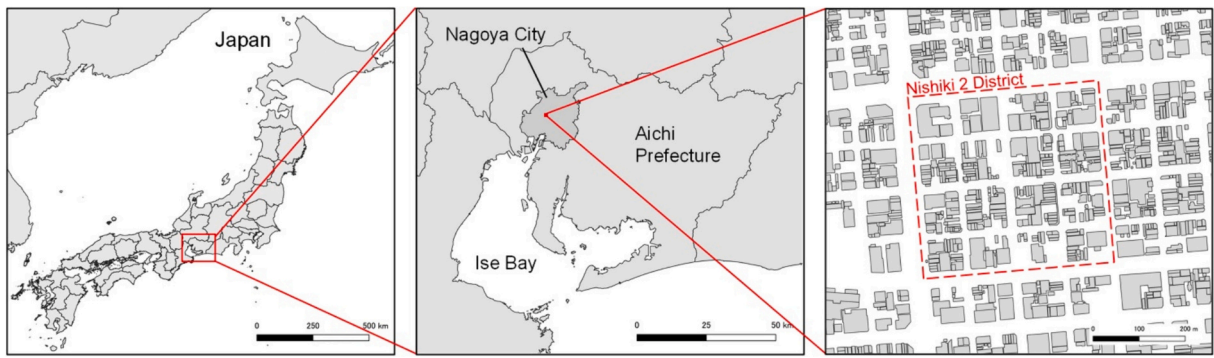 Japan
0 250 500 km
Nagoya City
Aichi
Prefecture
Ise Bay
0 25 50 km
Nishiki 2 District
0 100 200 m